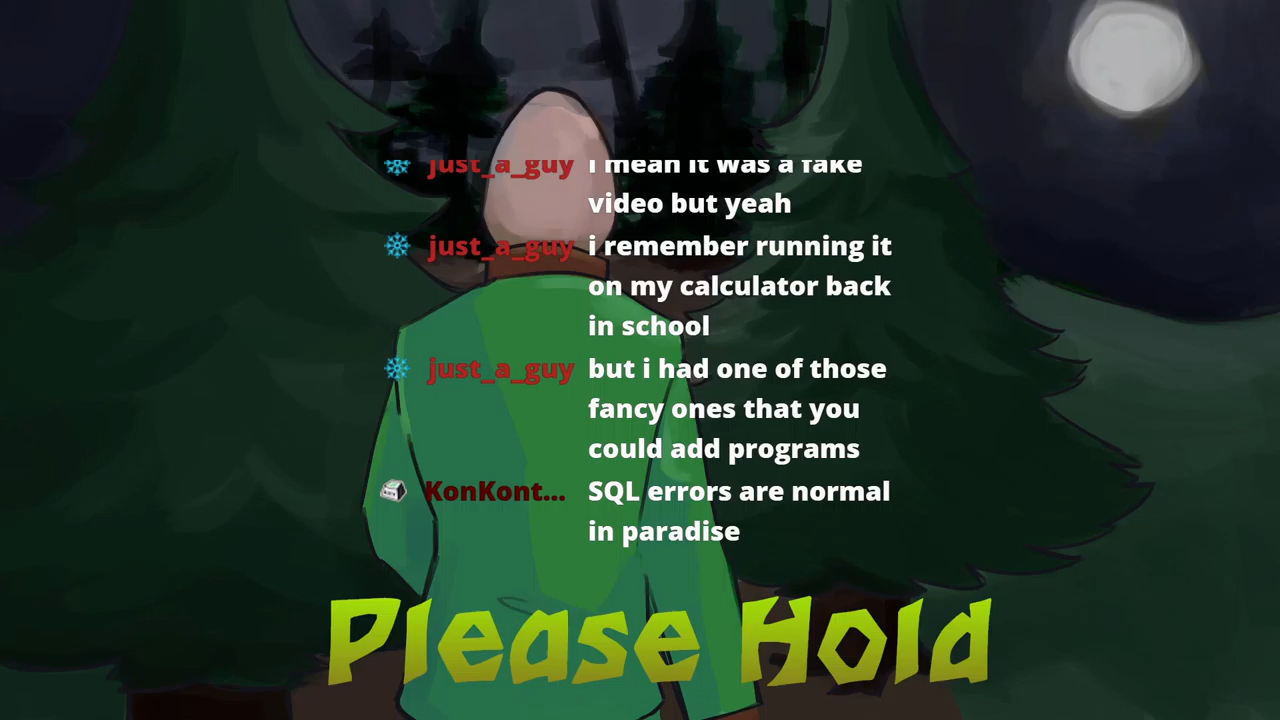 just_a_guy i mean it was a fake
video but yeah
just_a_guy i remember running it
on my calculator back
in school
just_a_guy but i had one of those
fancy ones that you
could add programs
KonKont... SQL errors are normal
in paradise
Please Hold